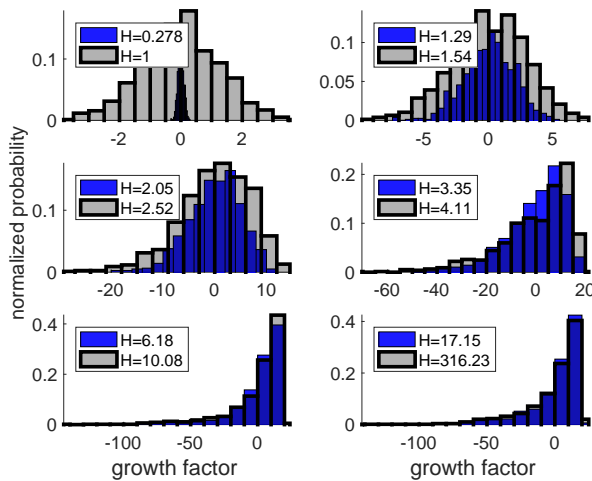 H=0.278
H=1
0.1
0
-2
0
2
H=1.29
H=1.54
0.1
0.05
0
-5
0
5
normalized probability
H=2.05
H=2.52
0.1
0
-20
-10
0
10
H=3.35
H=4.11
0.2
0.1
0
-60
-40
-20
0
20
H=6.18
H=10.08
0.4
0.2
0
-100
-50
0
growth factor
H=17.15
H=316.23
0.4
0.2
0
-100
-50
0
growth factor